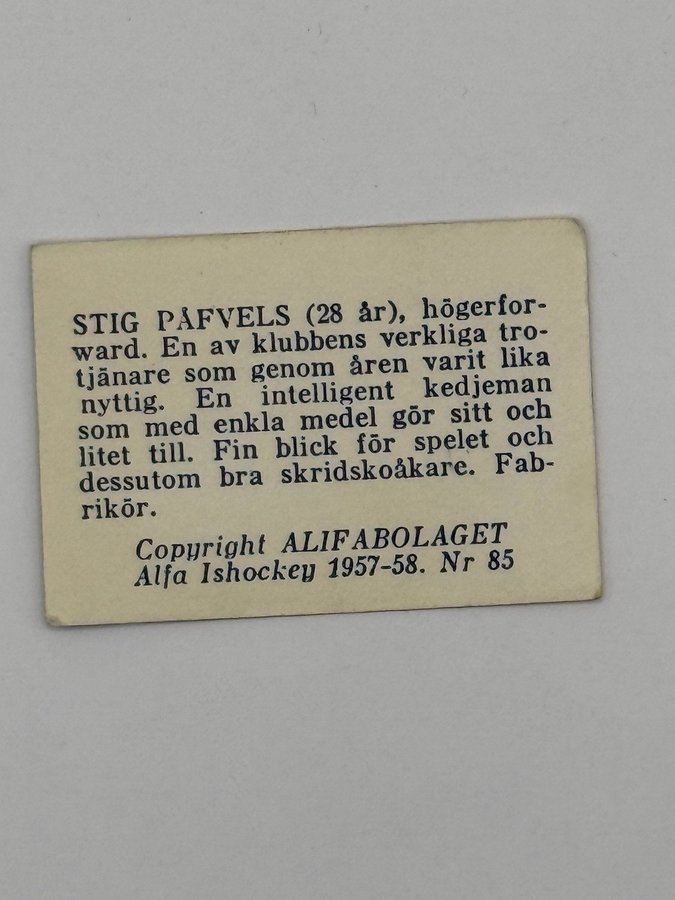 STIG PÅFVELS (28 år), högerfor-
ward. En av klubbens verkliga tro-
tjänare som genom åren varit lika
nyttig. En intelligent kedjeman
som med enkla medel gör sitt och
litet till. Fin blick för spelet och
dessutom bra skridskoåkare. Fab-
rikör.
Copyright ALIFABOLAGET
Alfa Ishockey 1957-58. Nr 85